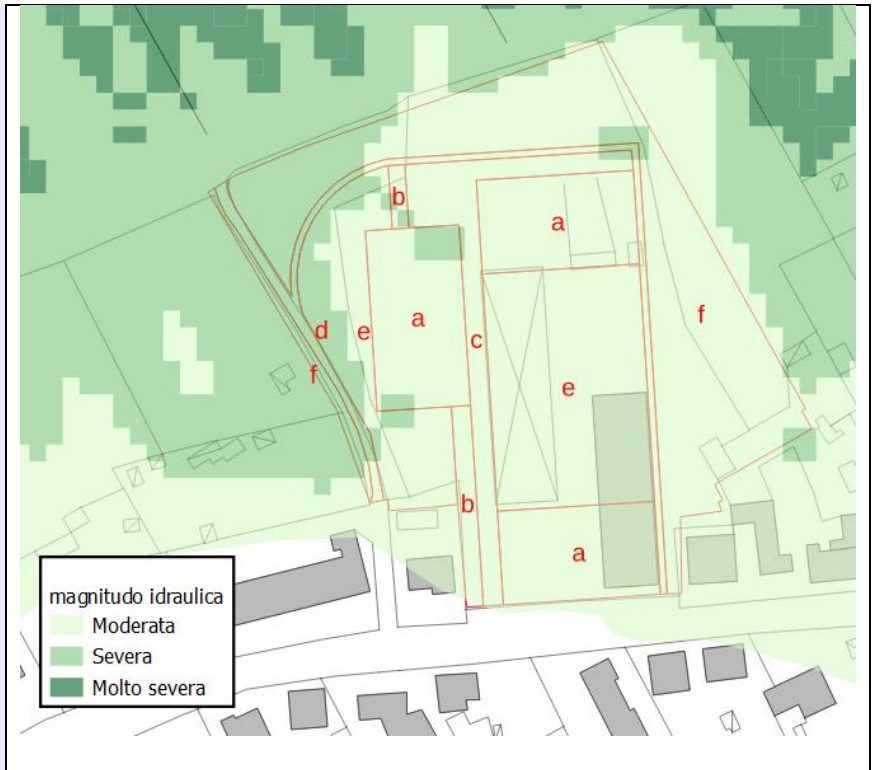 b
a
a
f
d
e
c
f
e
b
a
magnitudo idraulica
Moderata
Severa
Molto severa